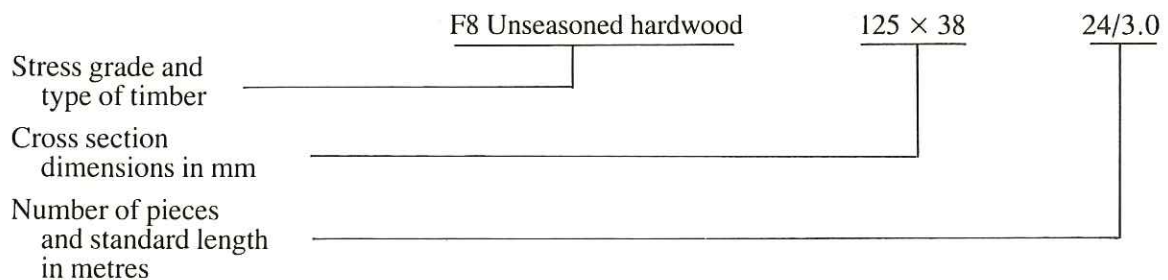 F8 Unseasoned hardwood 125 × 38 24/3.0
Stress grade and
type of timber
Cross section
dimensions in mm
Number of pieces
and standard length
in metres